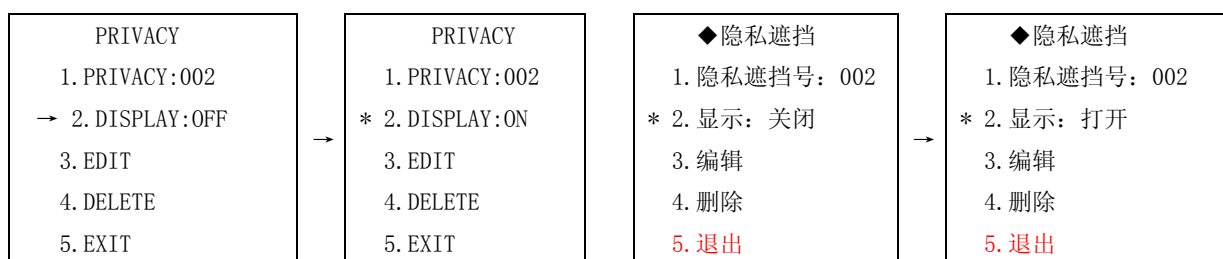 PRIVACY
1.PRIVACY:002
→ 2.DISPLAY:OFF
3.EDIT
4.DELETE
5.EXIT
→
PRIVACY
1.PRIVACY:002
* 2.DISPLAY:ON
3.EDIT
4.DELETE
5.EXIT
◆隐私遮挡
1.隐私遮挡号：002
* 2.显示：关闭
3.编辑
4.删除
5.退出
→
◆隐私遮挡
1.隐私遮挡号：002
* 2.显示：打开
3.编辑
4.删除
5.退出